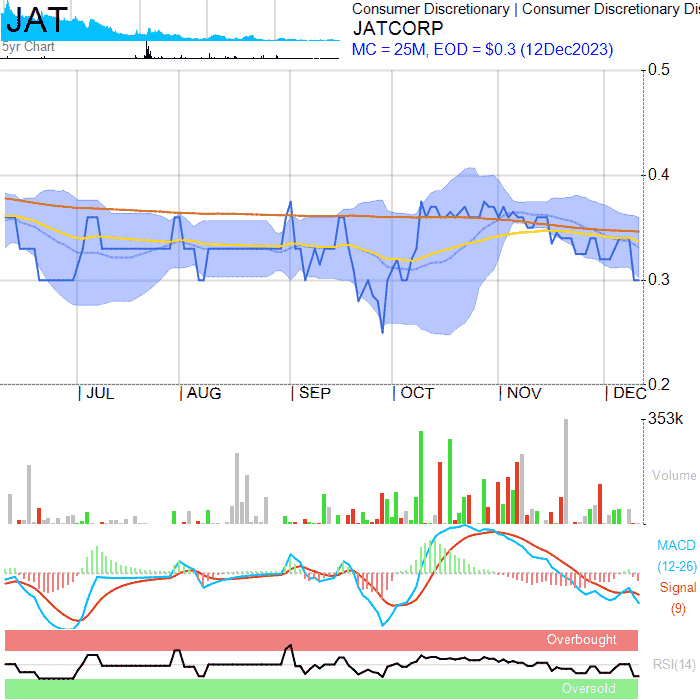 JAT
5yr Chart
Consumer Discretionary | Consumer Discretionary Dis
JATCORP
MC = 25M, EOD = $0.3 (12Dec2023)
0.5
0.4
0.3
0.2
| JUL | AUG | SEP | OCT | NOV | DEC
353k
Volume
MACD
(12-26)
Signal
(9)
Overbought
RSI(14)
Oversold